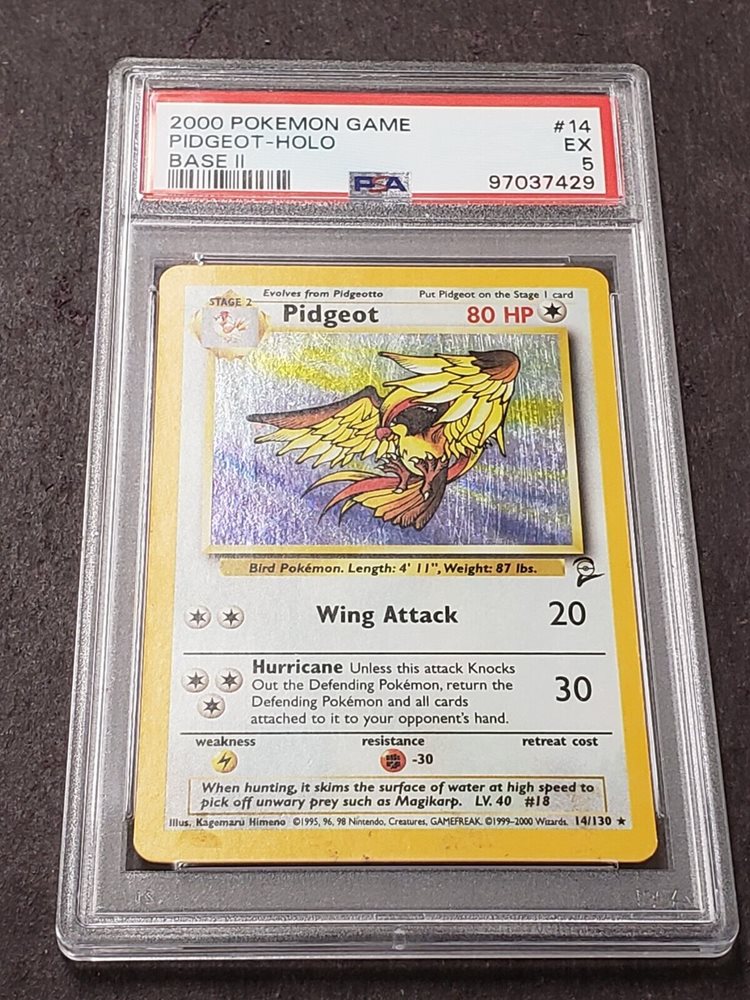 2000 POKEMON GAME #14
PIDGEOT-HOLO EX
BASE II 5
PSA 97037429
STAGE 2 Evolves from Pidgeotto Put Pidgeot on the Stage 1 card
Pidgeot 80 HP
Bird Pokémon. Length: 4' 11", Weight: 87 lbs.
Wing Attack 20
Hurricane Unless this attack Knocks
Out the Defending Pokémon, return the
Defending Pokémon and all cards
attached to it to your opponent's hand.
30
weakness resistance retreat cost
-30
When hunting, it skims the surface of water at high speed to
pick off unwary prey such as Magikarp. LV. 40 #18
Illus. Kagemaru Himeno ©1995, 96, 98 Nintendo, Creatures, GAMEFREAK. ©1999-2000 Wizards. 14/130 ★